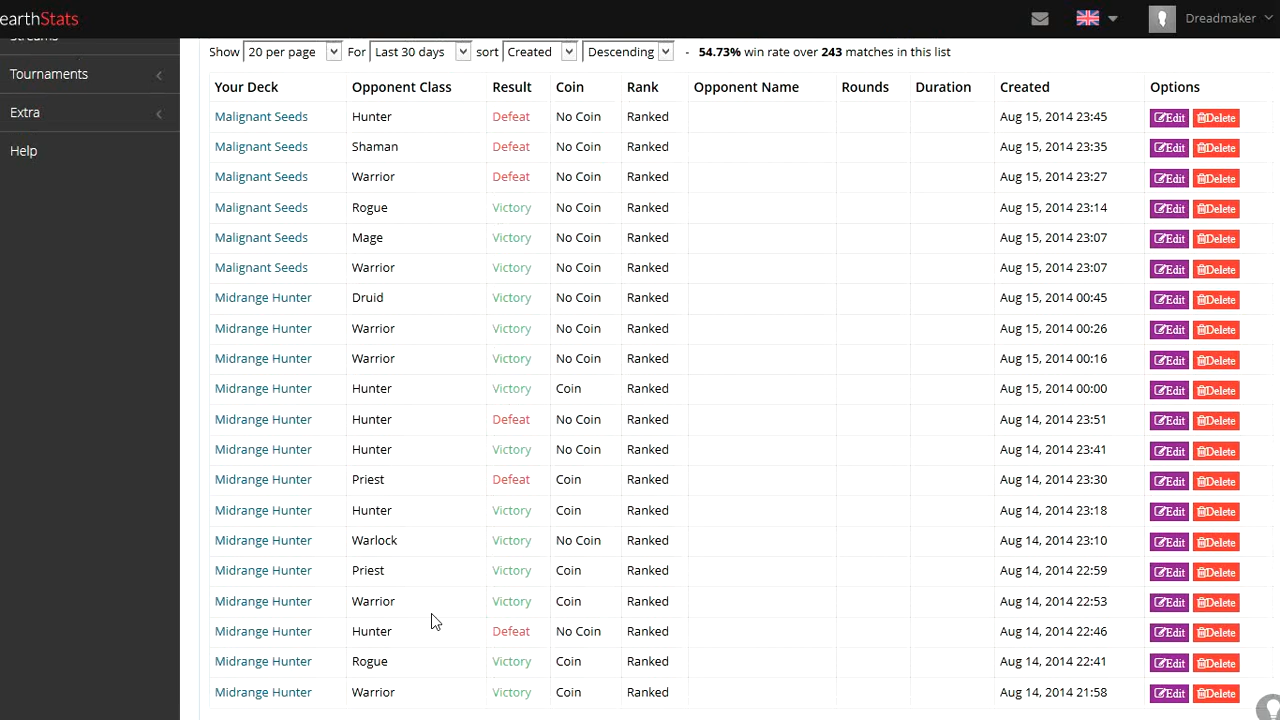 earthStats
Dreadmaker
Streams
Tournaments
Extra
Help
Show 20 per page For Last 30 days sort Created Descending - 54.73% win rate over 243 matches in this list
Your Deck Opponent Class Result Coin Rank Opponent Name Rounds Duration Created Options
Malignant Seeds Hunter Defeat No Coin Ranked Aug 15, 2014 23:45 Edit Delete
Malignant Seeds Shaman Defeat No Coin Ranked Aug 15, 2014 23:35 Edit Delete
Malignant Seeds Warrior Defeat No Coin Ranked Aug 15, 2014 23:27 Edit Delete
Malignant Seeds Rogue Victory No Coin Ranked Aug 15, 2014 23:14 Edit Delete
Malignant Seeds Mage Victory No Coin Ranked Aug 15, 2014 23:07 Edit Delete
Malignant Seeds Warrior Victory No Coin Ranked Aug 15, 2014 23:07 Edit Delete
Midrange Hunter Druid Victory No Coin Ranked Aug 15, 2014 00:45 Edit Delete
Midrange Hunter Warrior Victory No Coin Ranked Aug 15, 2014 00:26 Edit Delete
Midrange Hunter Warrior Victory No Coin Ranked Aug 15, 2014 00:16 Edit Delete
Midrange Hunter Hunter Victory Coin Ranked Aug 15, 2014 00:00 Edit Delete
Midrange Hunter Hunter Defeat No Coin Ranked Aug 14, 2014 23:51 Edit Delete
Midrange Hunter Hunter Victory No Coin Ranked Aug 14, 2014 23:41 Edit Delete
Midrange Hunter Priest Defeat Coin Ranked Aug 14, 2014 23:30 Edit Delete
Midrange Hunter Hunter Victory Coin Ranked Aug 14, 2014 23:18 Edit Delete
Midrange Hunter Warlock Victory No Coin Ranked Aug 14, 2014 23:10 Edit Delete
Midrange Hunter Priest Victory Coin Ranked Aug 14, 2014 22:59 Edit Delete
Midrange Hunter Warrior Victory Coin Ranked Aug 14, 2014 22:53 Edit Delete
Midrange Hunter Hunter Defeat No Coin Ranked Aug 14, 2014 22:46 Edit Delete
Midrange Hunter Rogue Victory Coin Ranked Aug 14, 2014 22:41 Edit Delete
Midrange Hunter Warrior Victory Coin Ranked Aug 14, 2014 21:58 Edit Delete